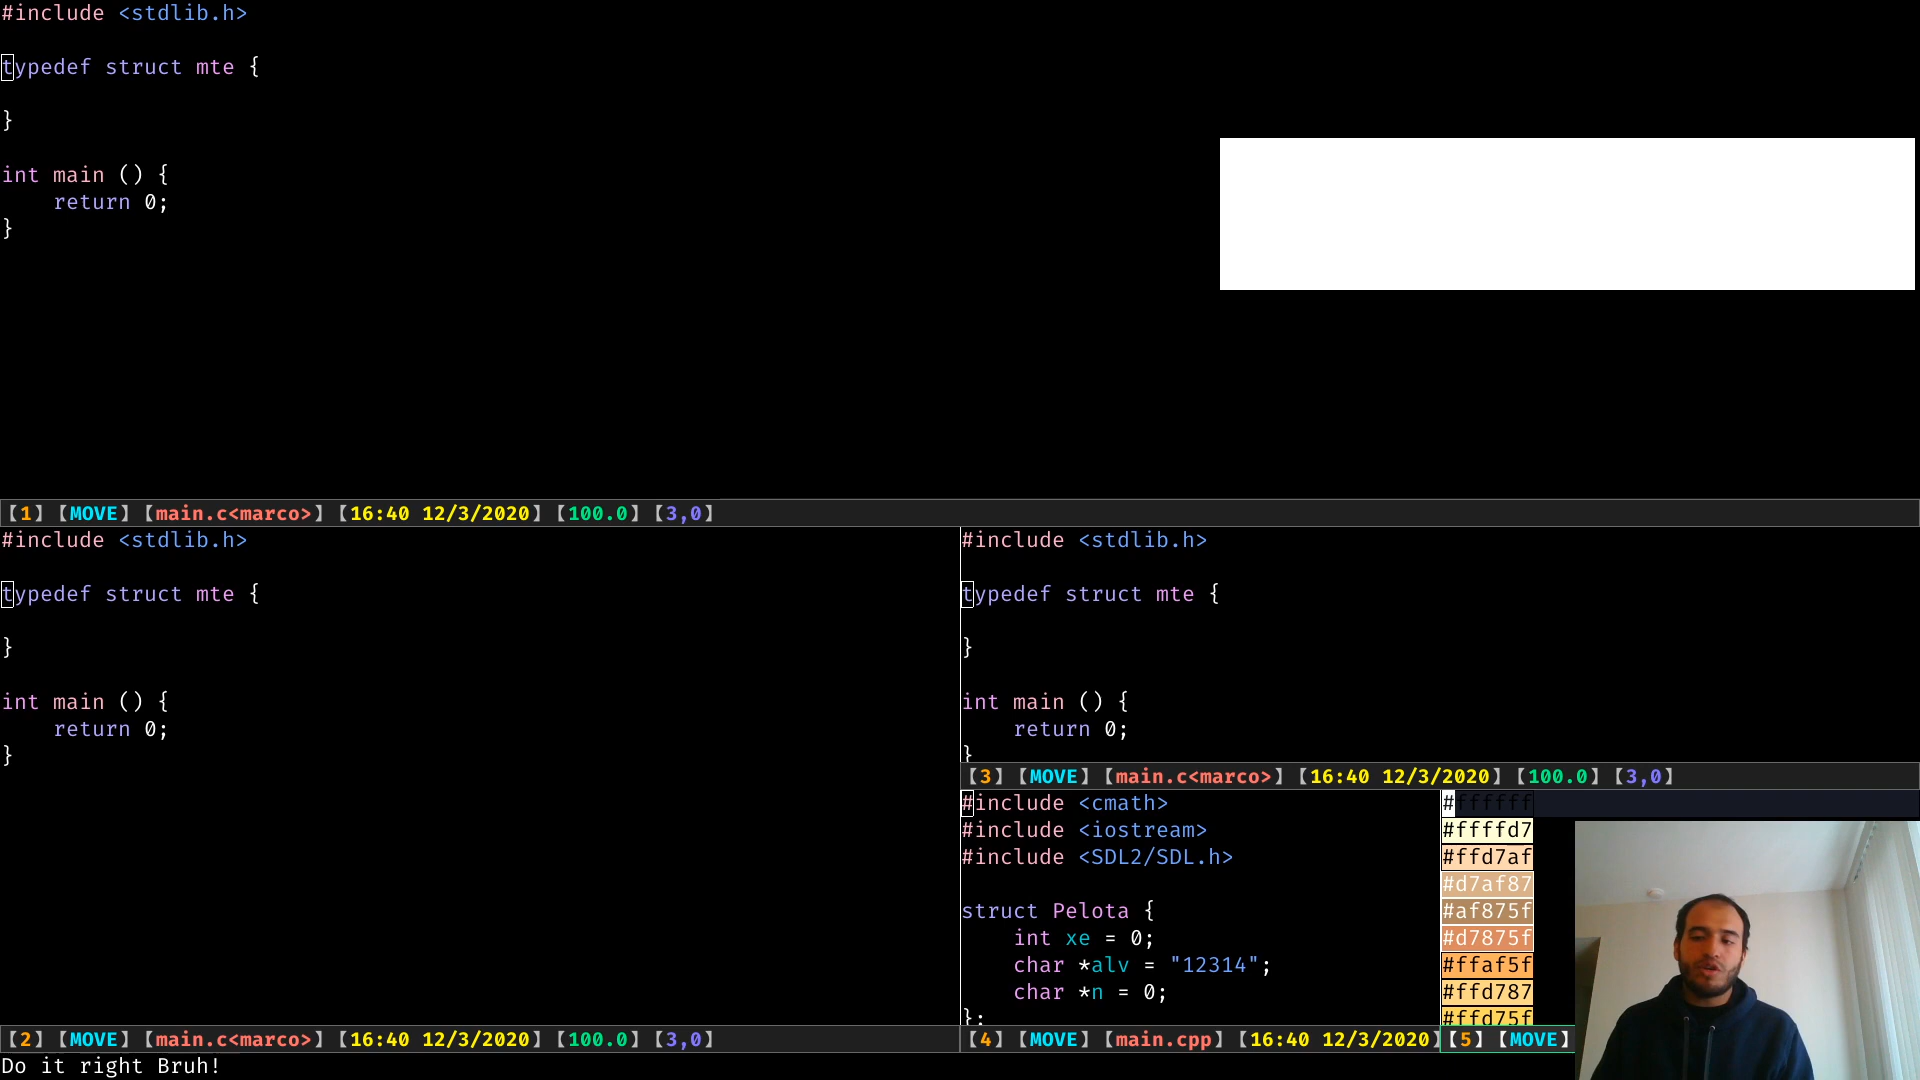 #include <stdlib.h>
typedef struct mte {
}
int main () {
    return 0;
}
【1】【MOVE】【main.c<marco>】【16:40 12/3/2020】【100.0】【3,0】
#include <stdlib.h>
typedef struct mte {
}
int main () {
    return 0;
}
【2】【MOVE】【main.c<marco>】【16:40 12/3/2020】【100.0】【3,0】
#include <stdlib.h>
typedef struct mte {
}
int main () {
    return 0;
}
【3】【MOVE】【main.c<marco>】【16:40 12/3/2020】【100.0】【3,0】
#include <cmath>
#include <iostream>
#include <SDL2/SDL.h>
struct Pelota {
    int xe = 0;
    char *alv = "12314";
    char *n = 0;
};
【4】【MOVE】【main.cpp】【16:40 12/3/2020】
#ffffff
#ffffd7
#ffd7af
#d7af87
#af875f
#d7875f
#ffaf5f
#ffd787
#ffd75f
【5】【MOVE】
Do it right Bruh!